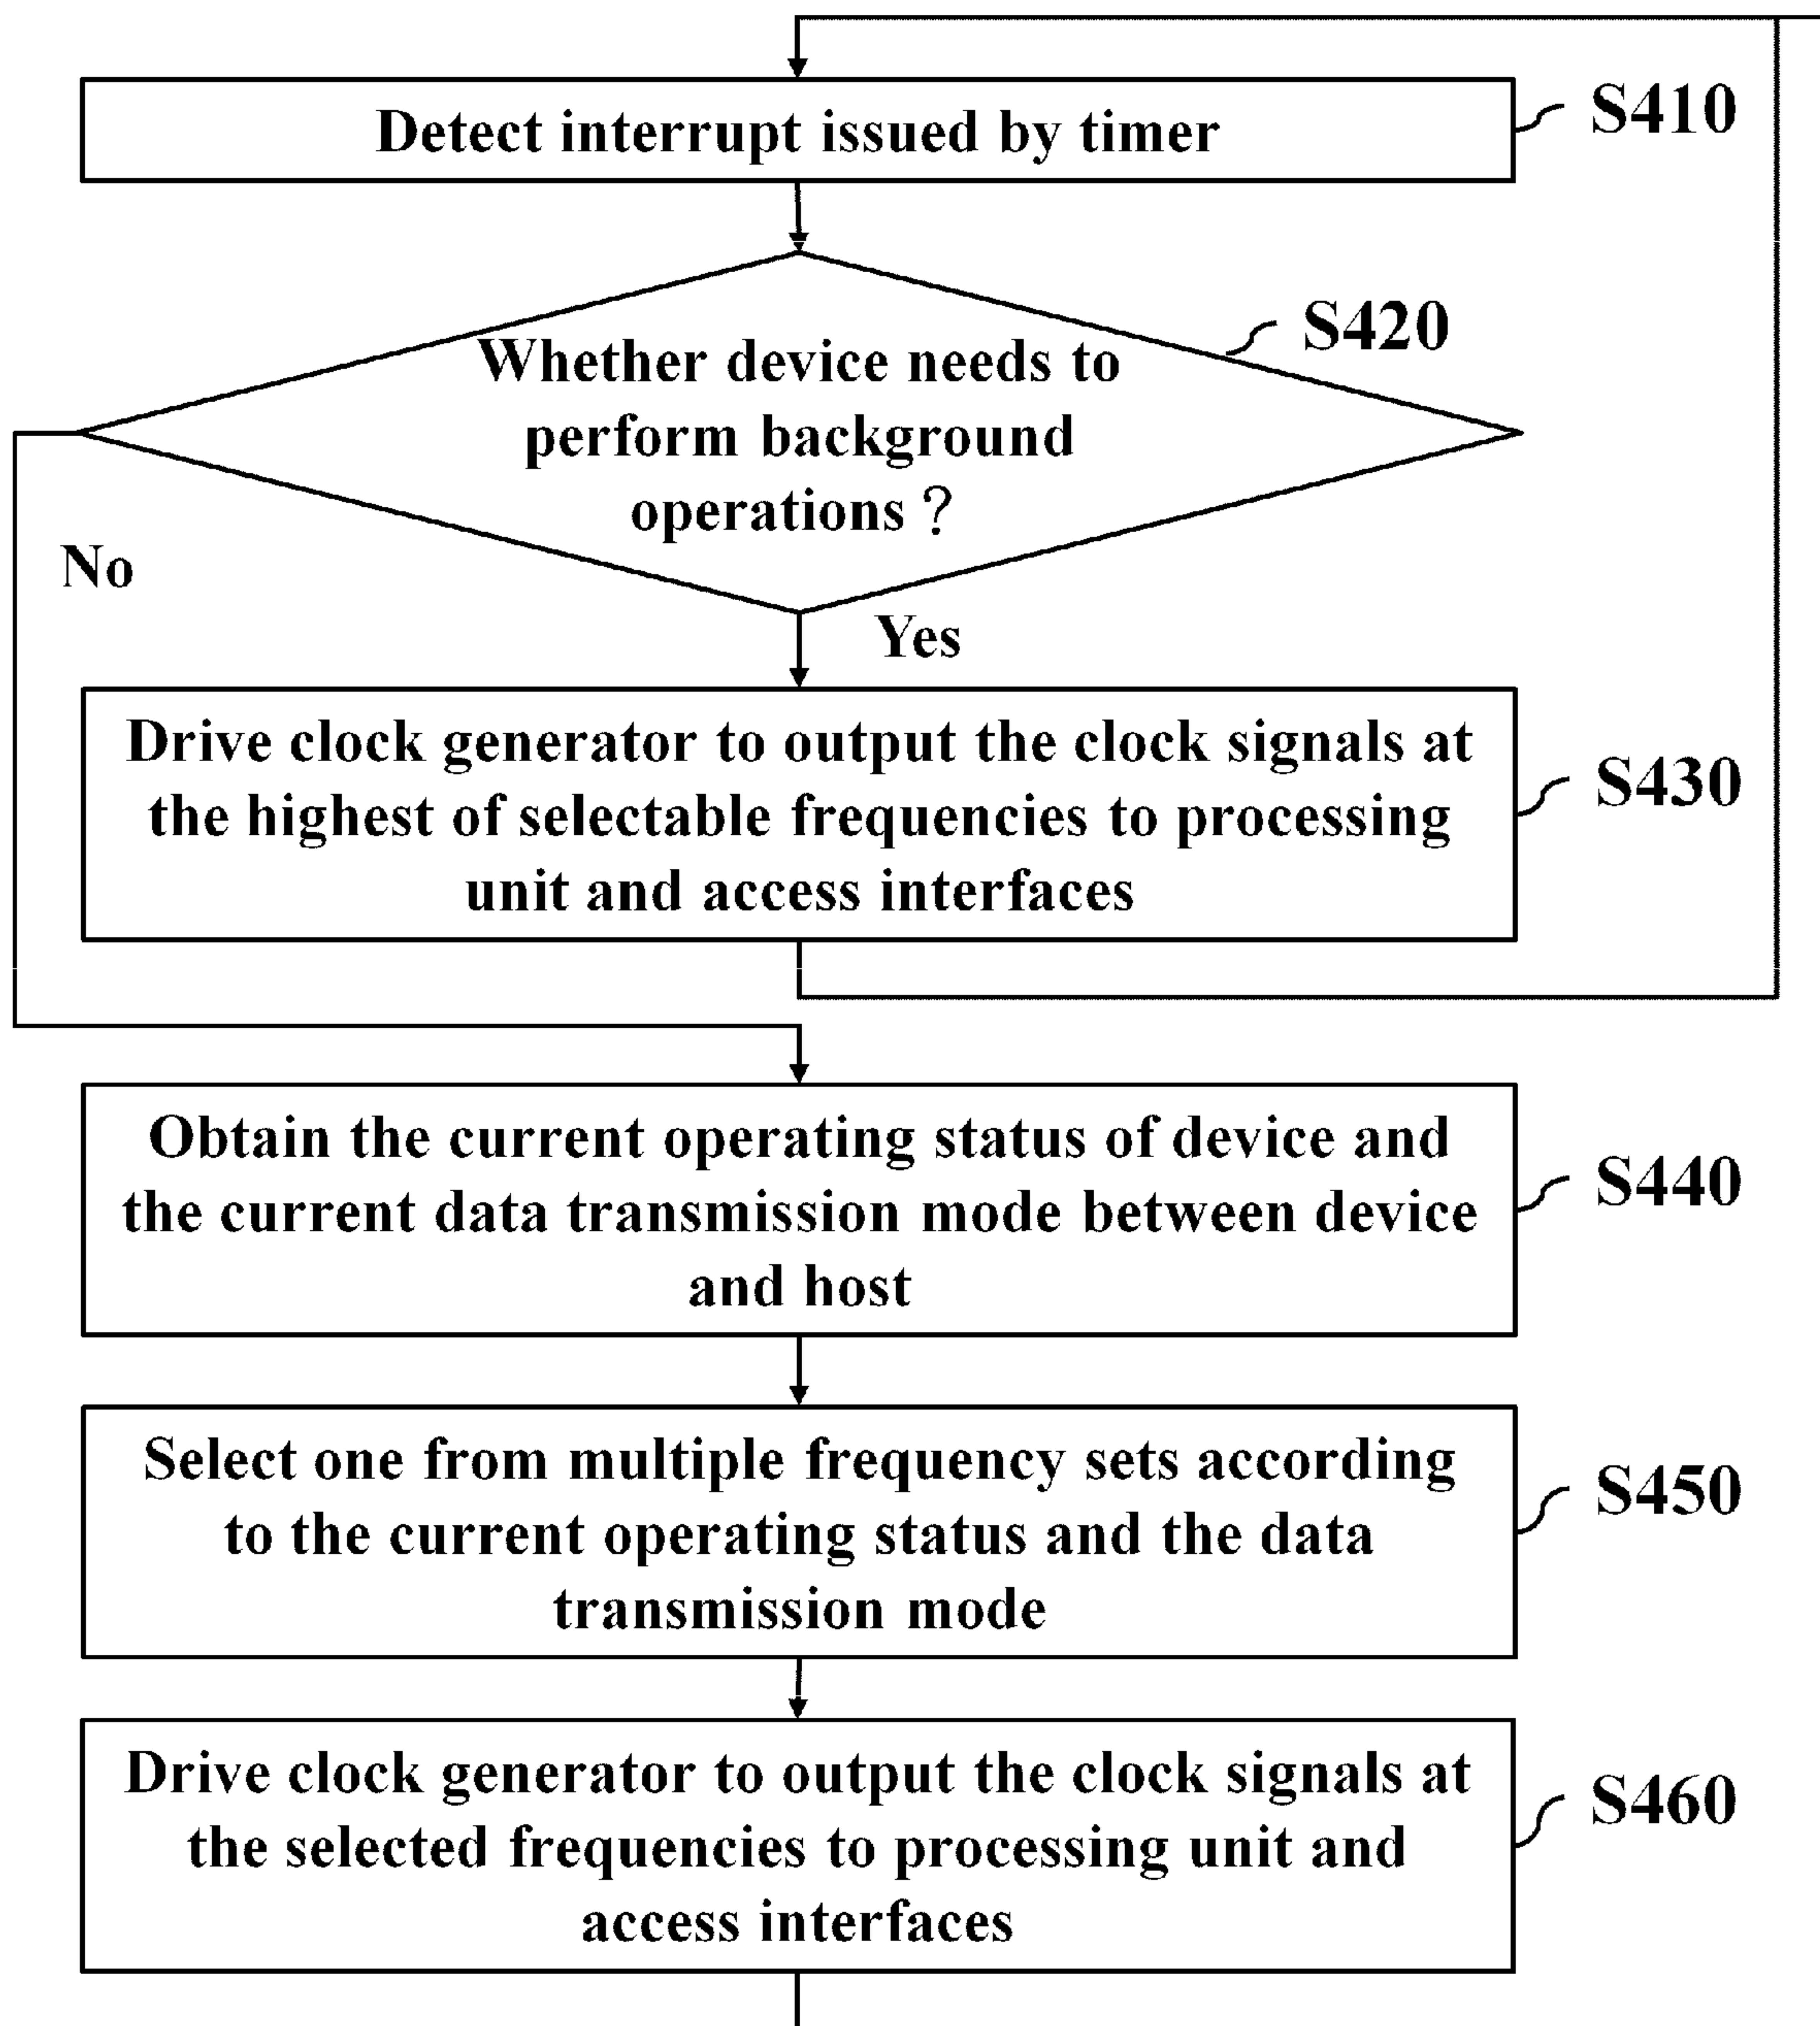 Detect interrupt issued by timer
S410
S420
Whether device needs to
perform background
operations ?
No
Yes
Drive clock generator to output the clock signals at
the highest of selectable frequencies to processing
unit and access interfaces
S430
Obtain the current operating status of device and
the current data transmission mode between device
and host
S440
Select one from multiple frequency sets according
to the current operating status and the data
transmission mode
S450
Drive clock generator to output the clock signals at
the selected frequencies to processing unit and
access interfaces
S460